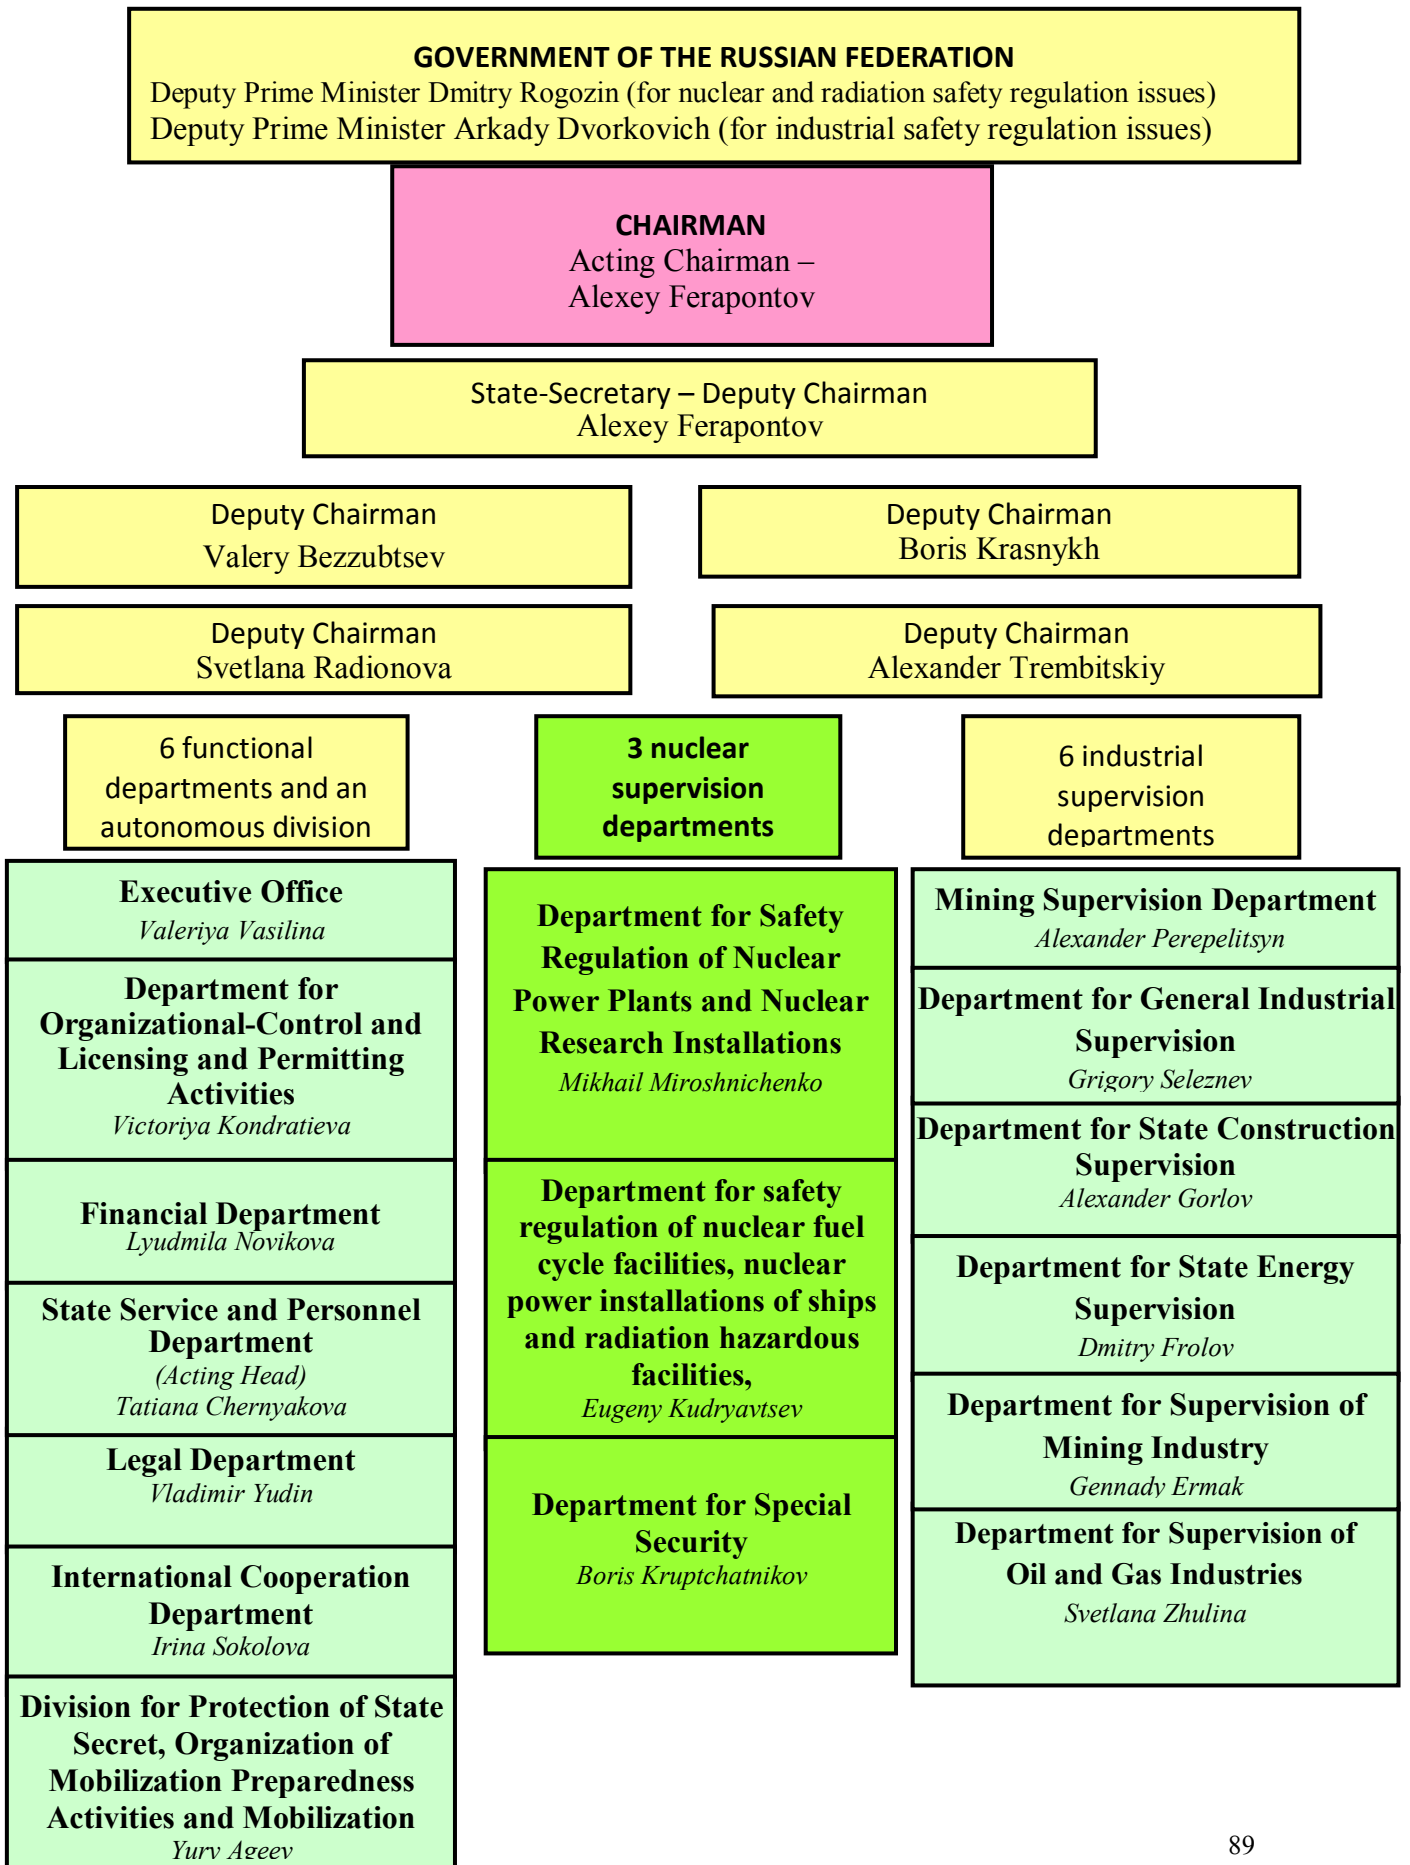 GOVERNMENT OF THE RUSSIAN FEDERATION
Deputy Prime Minister Dmitry Rogozin (for nuclear and radiation safety regulation issues)
Deputy Prime Minister Arkady Dvorkovich (for industrial safety regulation issues)
CHAIRMAN
Acting Chairman –
Alexey Ferapontov
State-Secretary – Deputy Chairman
Alexey Ferapontov
Deputy Chairman
Valery Bezzubtsev
Deputy Chairman
Boris Krasnykh
Deputy Chairman
Svetlana Radionova
Deputy Chairman
Alexander Trembitskiy
6 functional
departments and an
autonomous division
Executive Office
Valeriya Vasilina
Department for
Organizational-Control and
Licensing and Permitting
Activities
Victoriya Kondratieva
Financial Department
Lyudmila Novikova
State Service and Personnel
Department
(Acting Head)
Tatiana Chernyakova
Legal Department
Vladimir Yudin
International Cooperation
Department
Irina Sokolova
Division for Protection of State
Secret, Organization of
Mobilization Preparedness
Activities and Mobilization
Yury Ageev
3 nuclear
supervision
departments
Department for Safety
Regulation of Nuclear
Power Plants and Nuclear
Research Installations
Mikhail Miroshnichenko
Department for safety
regulation of nuclear fuel
cycle facilities, nuclear
power installations of ships
and radiation hazardous
facilities,
Eugeny Kudryavtsev
Department for Special
Security
Boris Kruptchatnikov
6 industrial
supervision
departments
Mining Supervision Department
Alexander Perepelitsyn
Department for General Industrial
Supervision
Grigory Seleznev
Department for State Construction
Supervision
Alexander Gorlov
Department for State Energy
Supervision
Dmitry Frolov
Department for Supervision of
Mining Industry
Gennady Ermak
Department for Supervision of
Oil and Gas Industries
Svetlana Zhulina
89